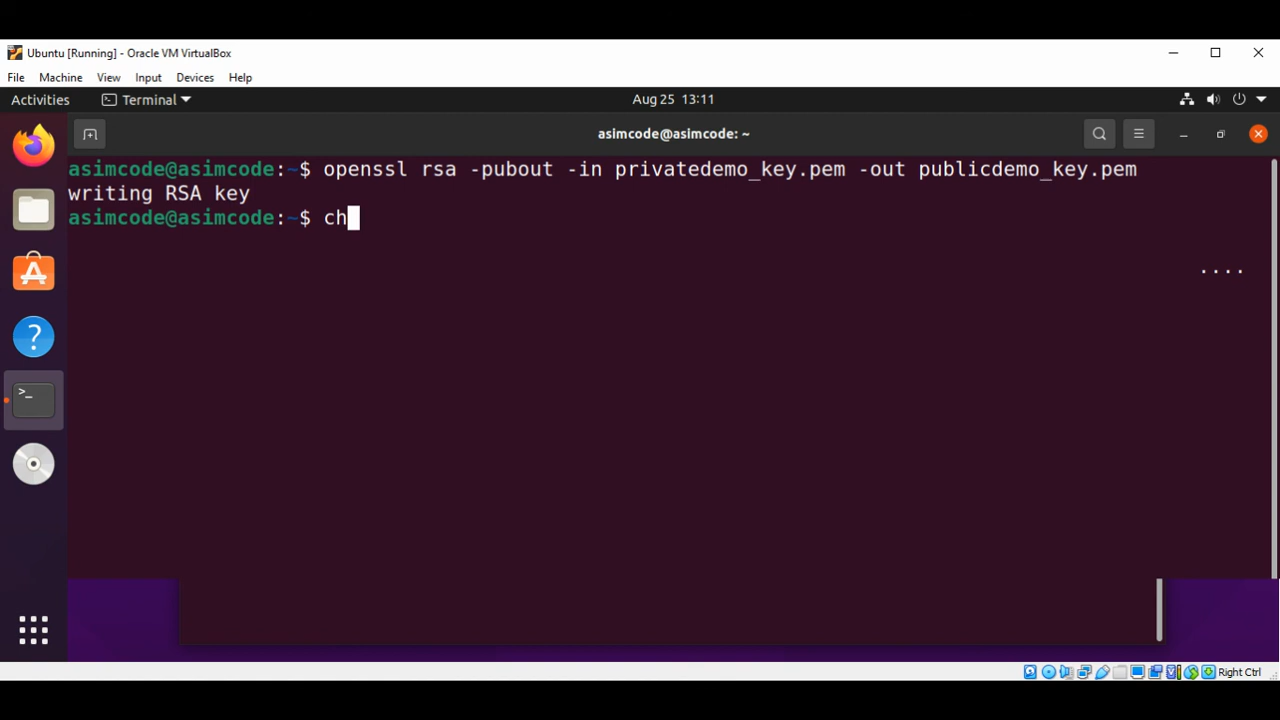 Ubuntu [Running] - Oracle VM VirtualBox
File Machine View Input Devices Help
Activities Terminal Aug 25 13:11
asimcode@asimcode: ~
asimcode@asimcode:~$ openssl rsa -pubout -in privatedemo_key.pem -out publicdemo_key.pem
writing RSA key
asimcode@asimcode:~$ ch
....
Right Ctrl